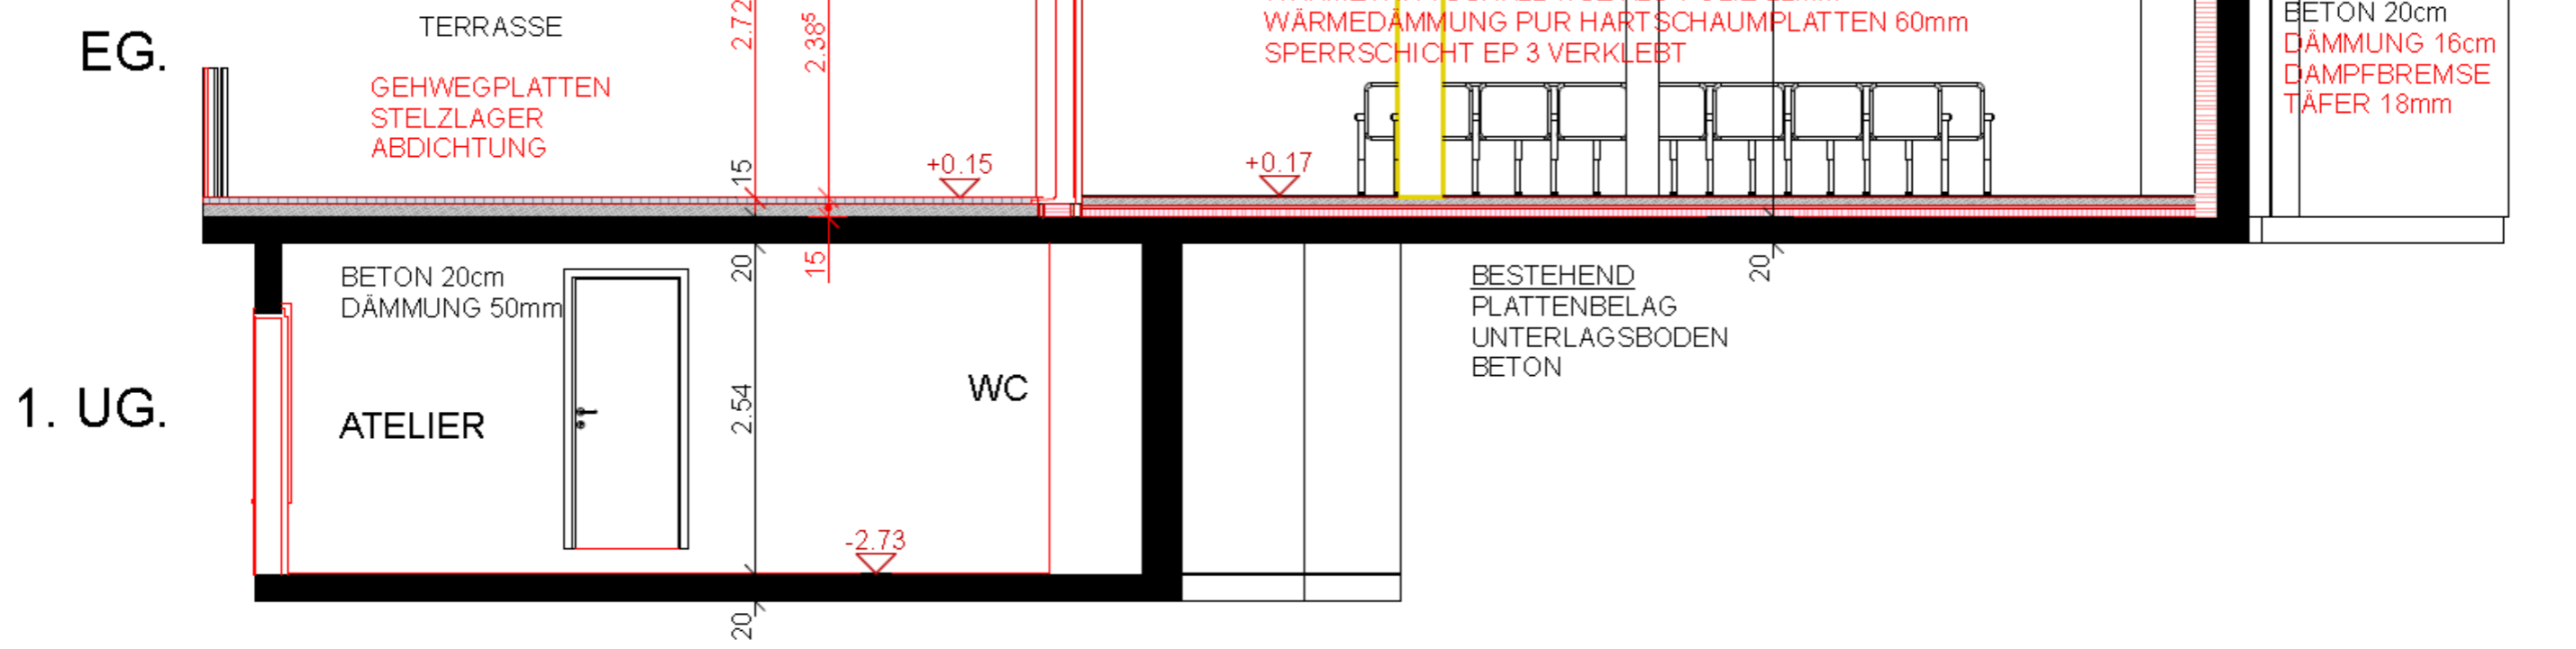 EG.
TERRASSE
GEHWEGPLATTEN
STELZLAGER
ABDICHTUNG
2.72
2.38⁵
15
+0.15
WÄRMEDÄMMUNG PUR HARTSCHAUMPLATTEN 60mm
SPERRSCHICHT EP 3 VERKLEBT
+0.17
BETON 20cm
DÄMMUNG 16cm
DAMPFBREMSE
TÄFER 18mm
1. UG.
BETON 20cm
DÄMMUNG 50mm
ATELIER
20
15
2.54
WC
-2.73
20
20
BESTEHEND
PLATTENBELAG
UNTERLAGSBODEN
BETON